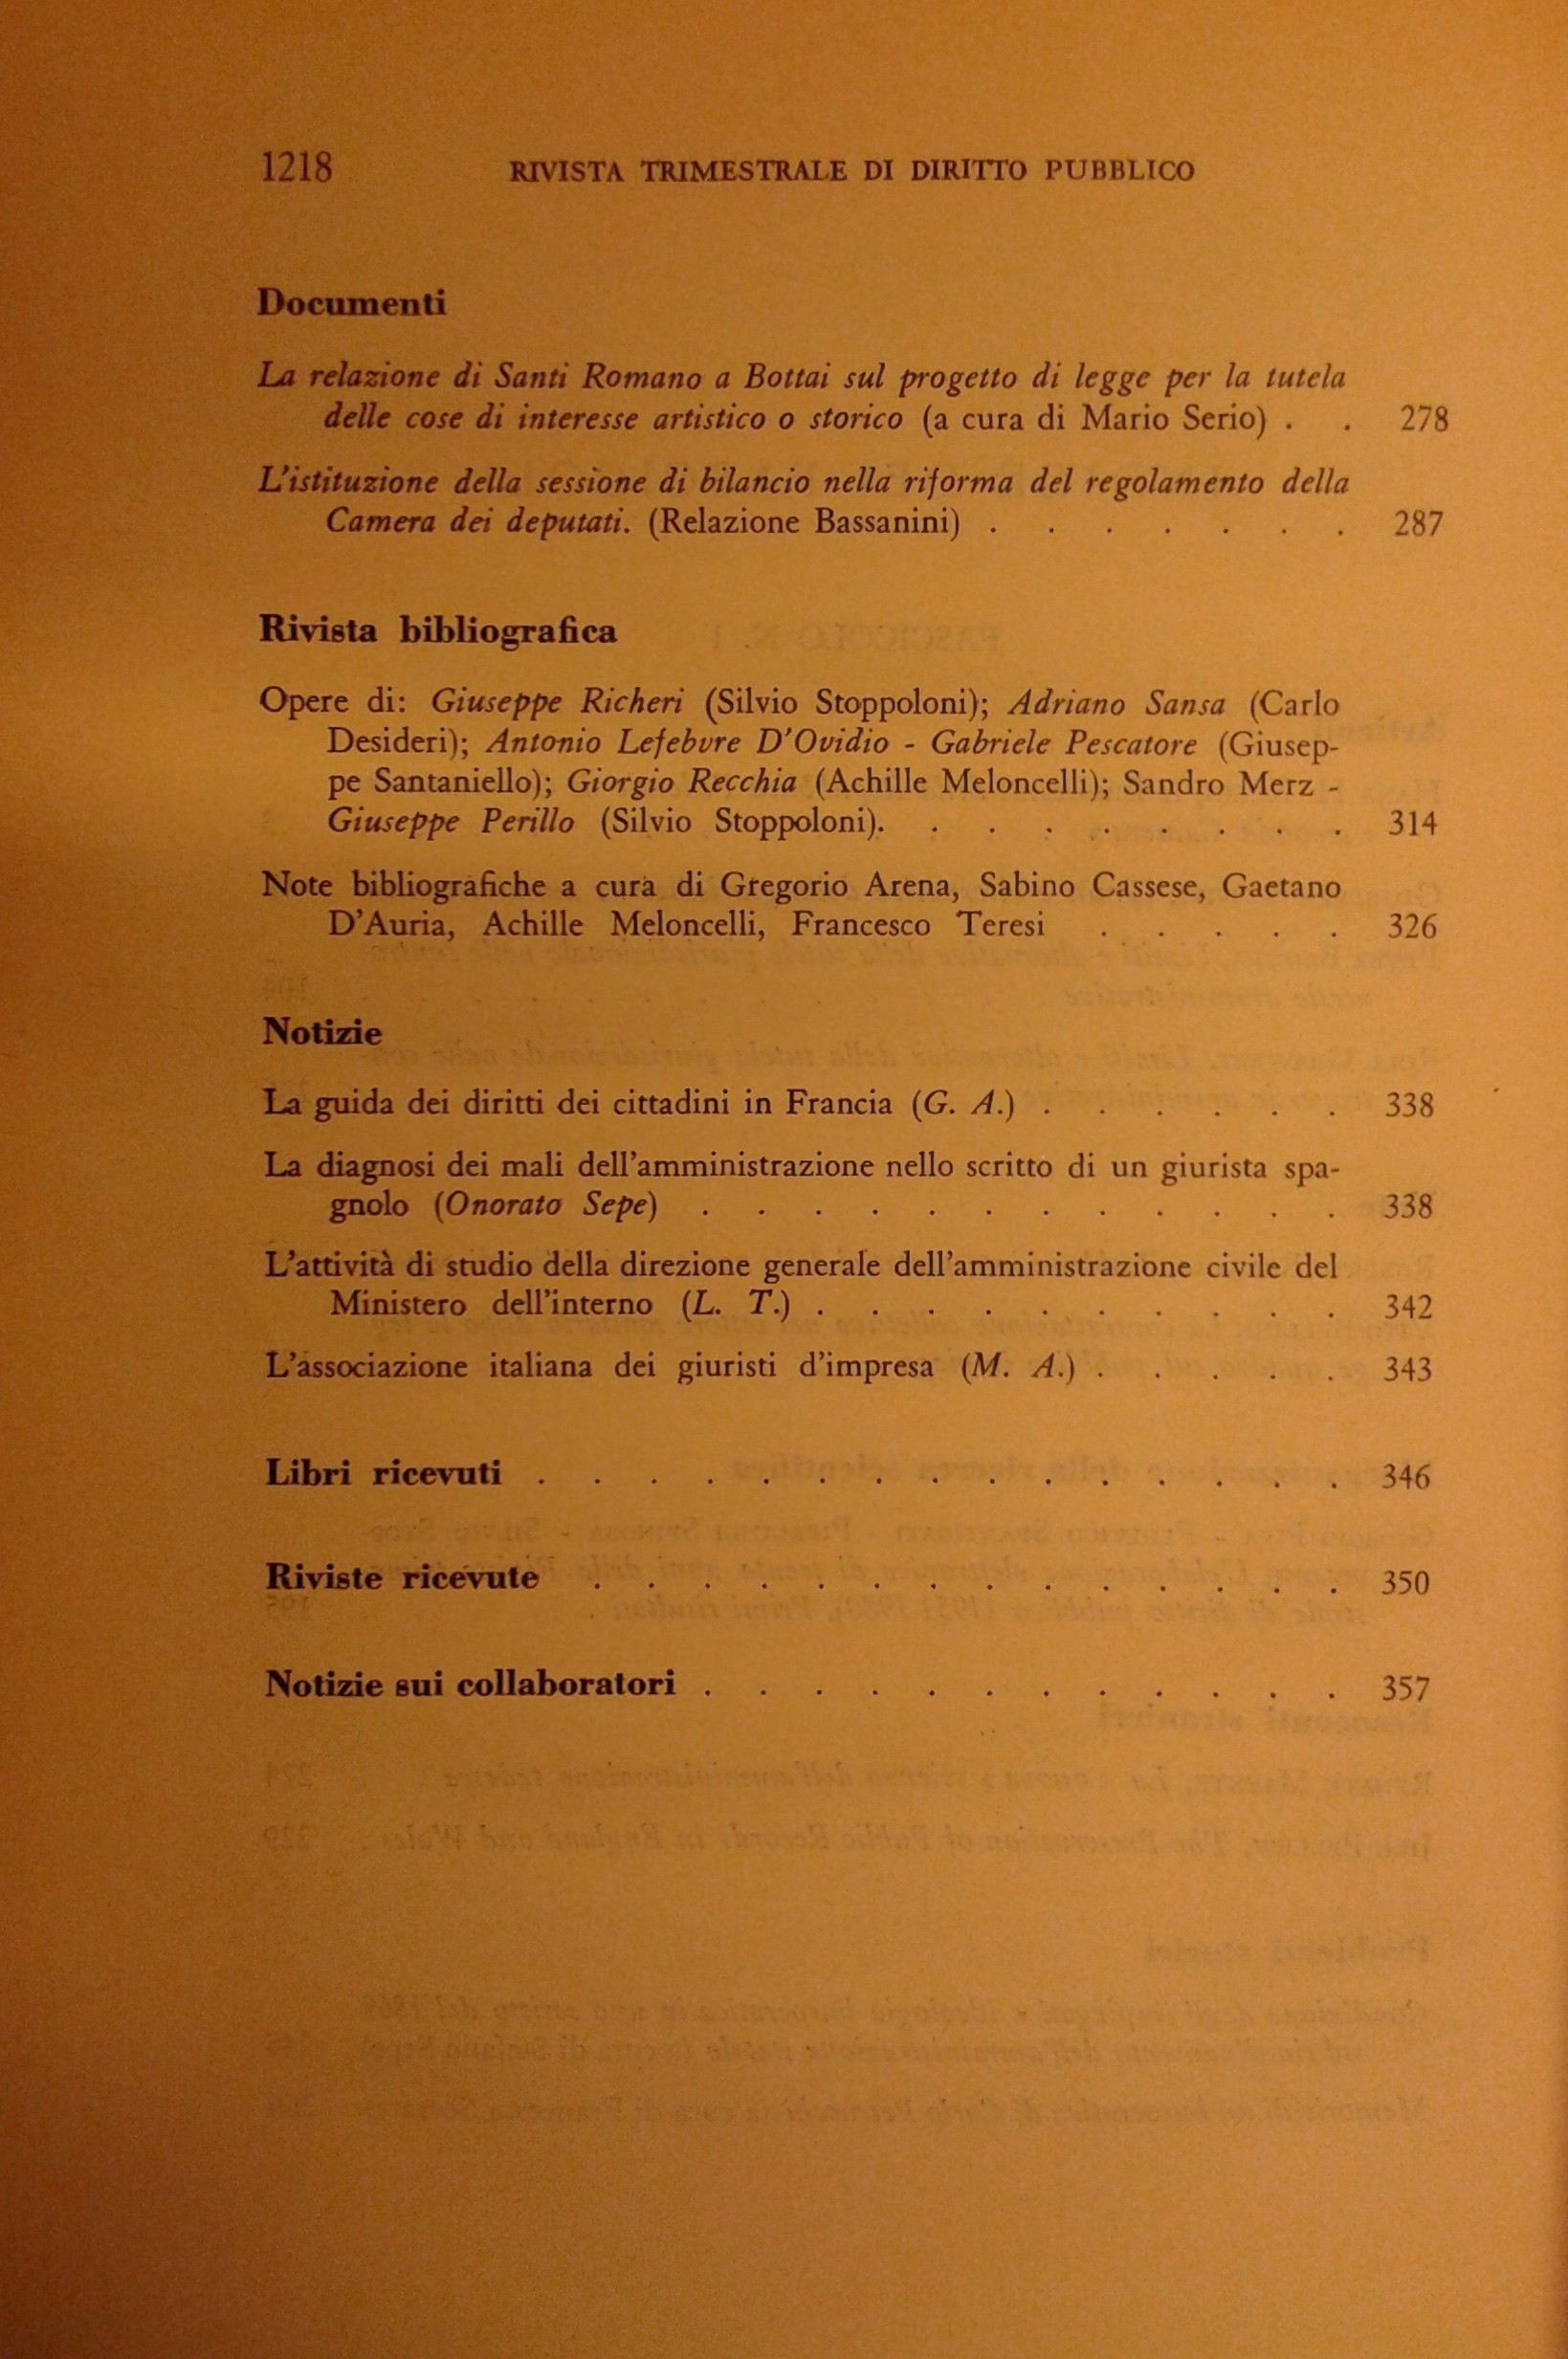 1218 RIVISTA TRIMESTRALE DI DIRITTO PUBBLICO
Documenti
La relazione di Santi Romano a Bottai sul progetto di legge per la tutela
delle cose di interesse artistico o storico (a cura di Mario Serio) . . 278
L'istituzione della sessione di bilancio nella riforma del regolamento della
Camera dei deputati. (Relazione Bassanini) . . . . . . . 287
Rivista bibliografica
Opere di: Giuseppe Richeri (Silvio Stoppoloni); Adriano Sansa (Carlo
Desideri); Antonio Lefebvre D'Ovidio - Gabriele Pescatore (Giusep-
pe Santaniello); Giorgio Recchia (Achille Meloncelli); Sandro Merz -
Giuseppe Perillo (Silvio Stoppoloni). . . . . . . . . 314
Note bibliografiche a cura di Gregorio Arena, Sabino Cassese, Gaetano
D'Auria, Achille Meloncelli, Francesco Teresi . . . . . 326
Notizie
La guida dei diritti dei cittadini in Francia (G. A.) . . . . . . 338
La diagnosi dei mali dell'amministrazione nello scritto di un giurista spa-
gnolo (Onorato Sepe) . . . . . . . . . . . . 338
L'attività di studio della direzione generale dell'amministrazione civile del
Ministero dell'interno (L. T.) . . . . . . . . . . 342
L'associazione italiana dei giuristi d'impresa (M. A.) . . . . . 343
Libri ricevuti . . . . . . . . . . . . . . . 346
Riviste ricevute . . . . . . . . . . . . . . 350
Notizie sui collaboratori . . . . . . . . . . . . 357